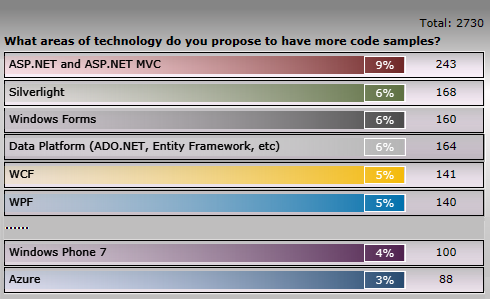 Total: 2730
What areas of technology do you propose to have more code samples?
ASP.NET and ASP.NET MVC 9% 243
Silverlight 6% 168
Windows Forms 6% 160
Data Platform (ADO.NET, Entity Framework, etc) 6% 164
WCF 5% 141
WPF 5% 140
......
Windows Phone 7 4% 100
Azure 3% 88